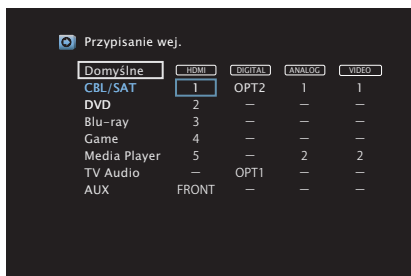 Przypisanie wej.
Domyślne HDMI DIGITAL ANALOG VIDEO
CBL/SAT 1 OPT2 1 1
DVD 2 – – –
Blu-ray 3 – – –
Game 4 – – –
Media Player 5 – 2 2
TV Audio – OPT1 – –
AUX FRONT – – –